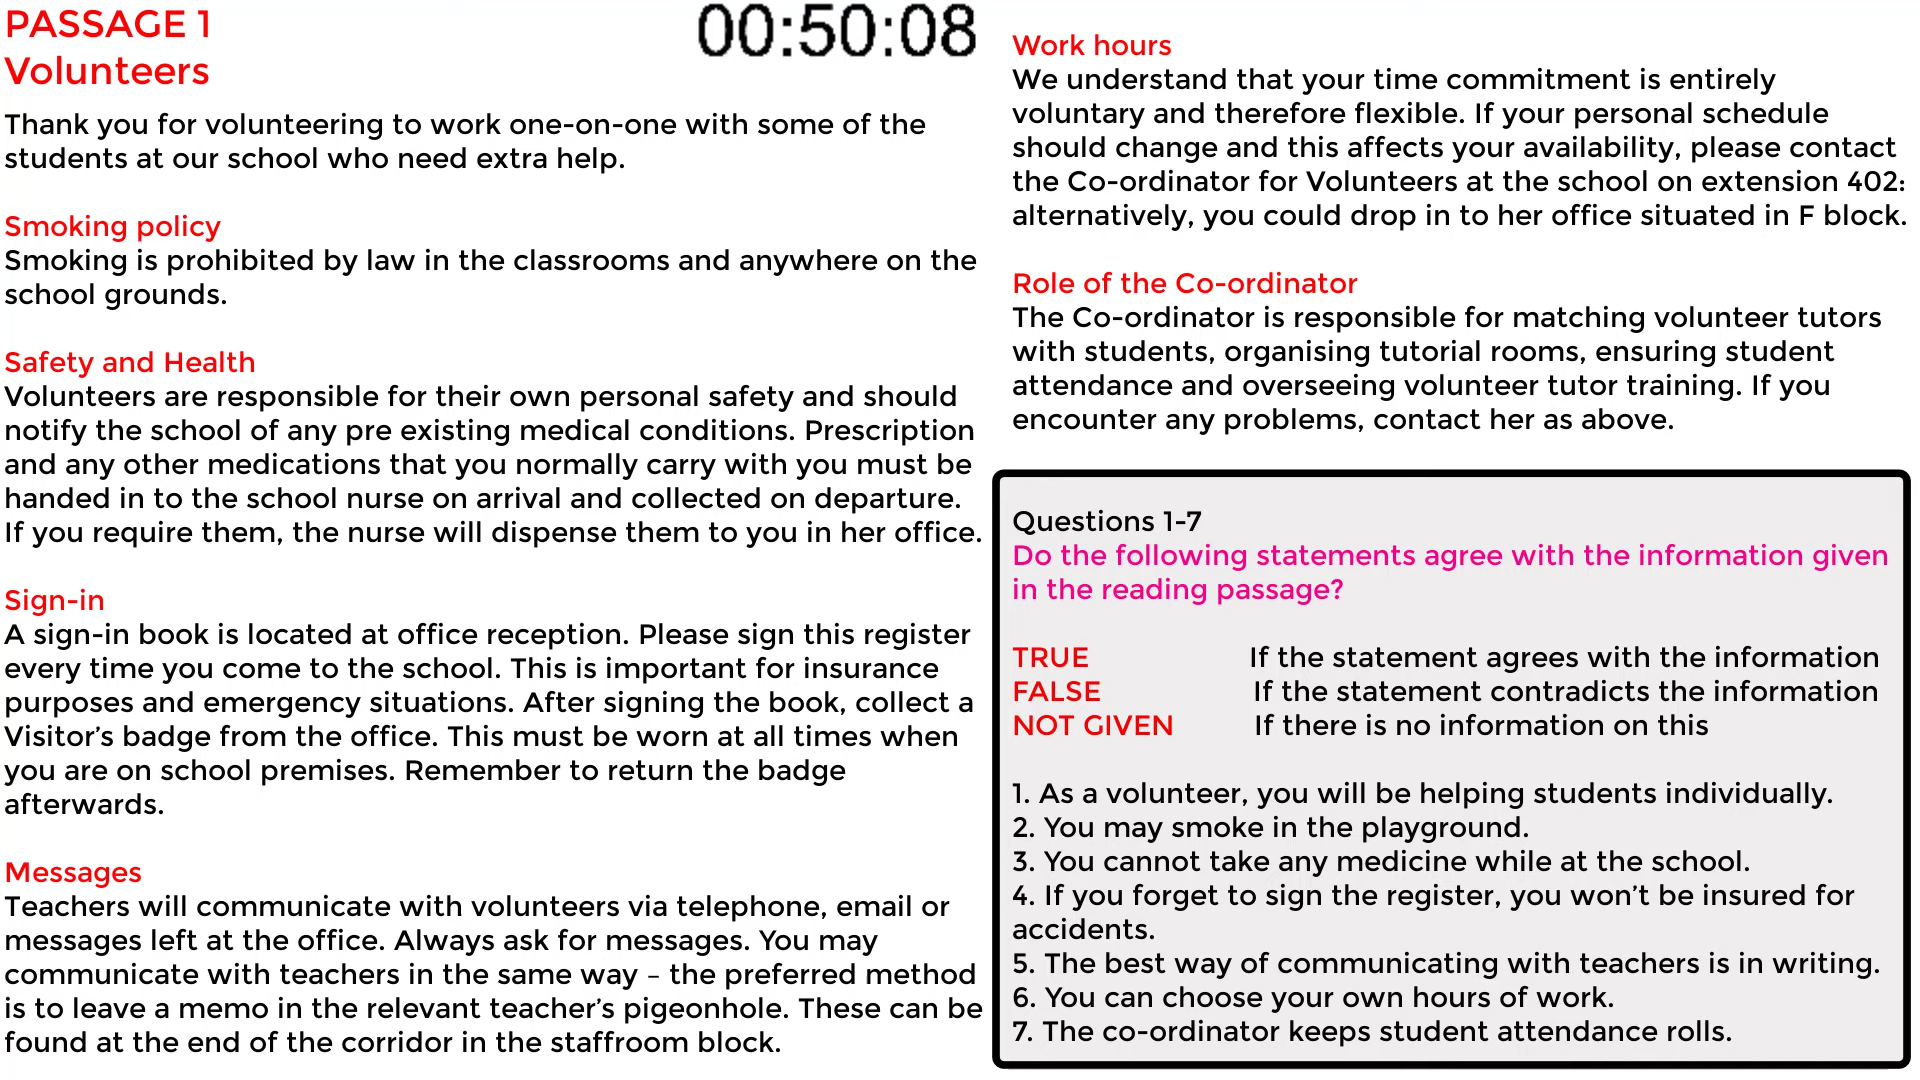 PASSAGE 1
Volunteers
00:50:08
Thank you for volunteering to work one-on-one with some of the
students at our school who need extra help.
Smoking policy
Smoking is prohibited by law in the classrooms and anywhere on the
school grounds.
Safety and Health
Volunteers are responsible for their own personal safety and should
notify the school of any pre existing medical conditions. Prescription
and any other medications that you normally carry with you must be
handed in to the school nurse on arrival and collected on departure.
If you require them, the nurse will dispense them to you in her office.
Sign-in
A sign-in book is located at office reception. Please sign this register
every time you come to the school. This is important for insurance
purposes and emergency situations. After signing the book, collect a
Visitor's badge from the office. This must be worn at all times when
you are on school premises. Remember to return the badge
afterwards.
Messages
Teachers will communicate with volunteers via telephone, email or
messages left at the office. Always ask for messages. You may
communicate with teachers in the same way – the preferred method
is to leave a memo in the relevant teacher's pigeonhole. These can be
found at the end of the corridor in the staffroom block.
Work hours
We understand that your time commitment is entirely
voluntary and therefore flexible. If your personal schedule
should change and this affects your availability, please contact
the Co-ordinator for Volunteers at the school on extension 402:
alternatively, you could drop in to her office situated in F block.
Role of the Co-ordinator
The Co-ordinator is responsible for matching volunteer tutors
with students, organising tutorial rooms, ensuring student
attendance and overseeing volunteer tutor training. If you
encounter any problems, contact her as above.
Questions 1-7
Do the following statements agree with the information given
in the reading passage?
TRUE If the statement agrees with the information
FALSE If the statement contradicts the information
NOT GIVEN If there is no information on this
1. As a volunteer, you will be helping students individually.
2. You may smoke in the playground.
3. You cannot take any medicine while at the school.
4. If you forget to sign the register, you won't be insured for
accidents.
5. The best way of communicating with teachers is in writing.
6. You can choose your own hours of work.
7. The co-ordinator keeps student attendance rolls.